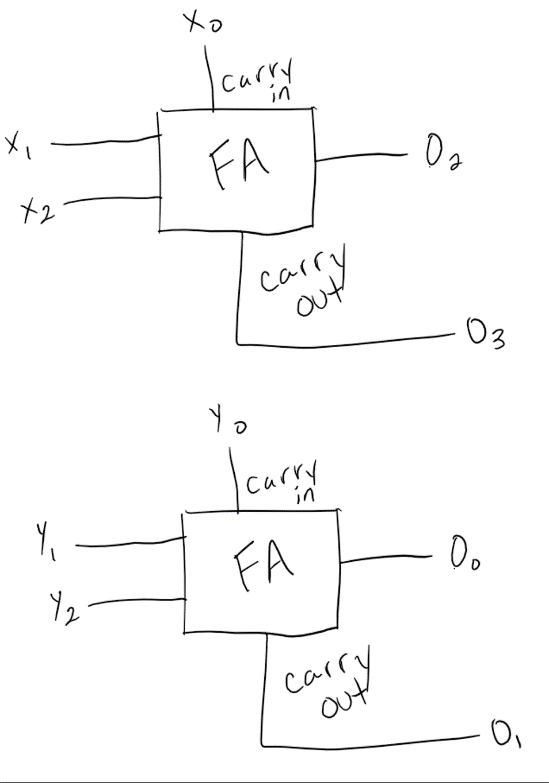 X0
carry
in
X1
FA
O2
X2
carry
out
O3
Y0
carry
in
Y1
FA
O0
Y2
carry
out
O1